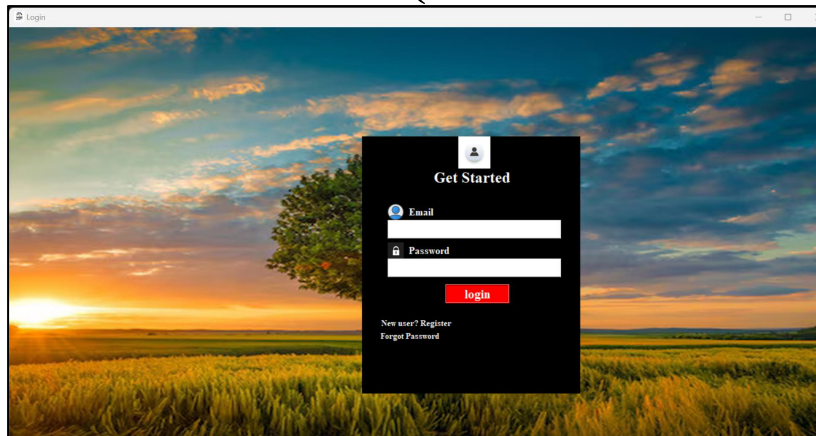 Login
Get Started
Email
Password
login
New user? Register
Forgot Password